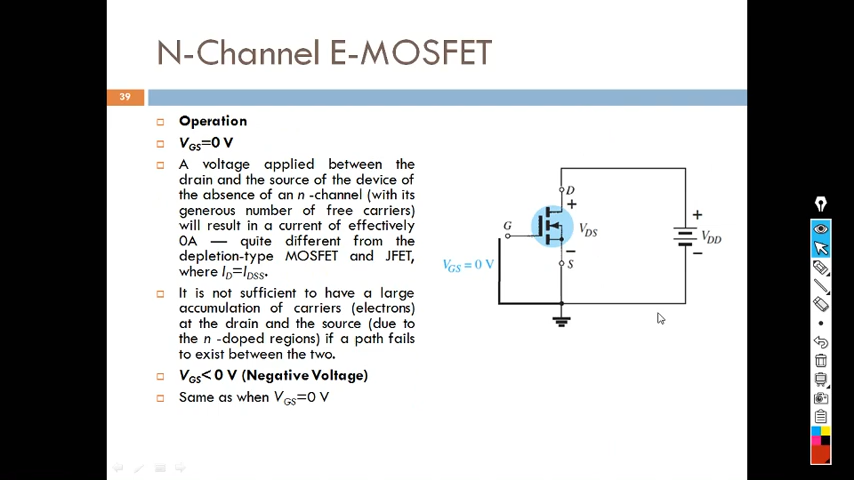 N-Channel E-MOSFET
39
Operation
VGS=0 V
A voltage applied between the
drain and the source of the device of
the absence of an n -channel (with its
generous number of free carriers)
will result in a current of effectively
0A — quite different from the
depletion-type MOSFET and JFET,
where ID=IDSS.
It is not sufficient to have a large
accumulation of carriers (electrons)
at the drain and the source (due to
the n -doped regions) if a path fails
to exist between the two.
VGS< 0 V (Negative Voltage)
Same as when VGS=0 V
D
+
G
VDS
+
VDD
−
−
VGS = 0 V
S